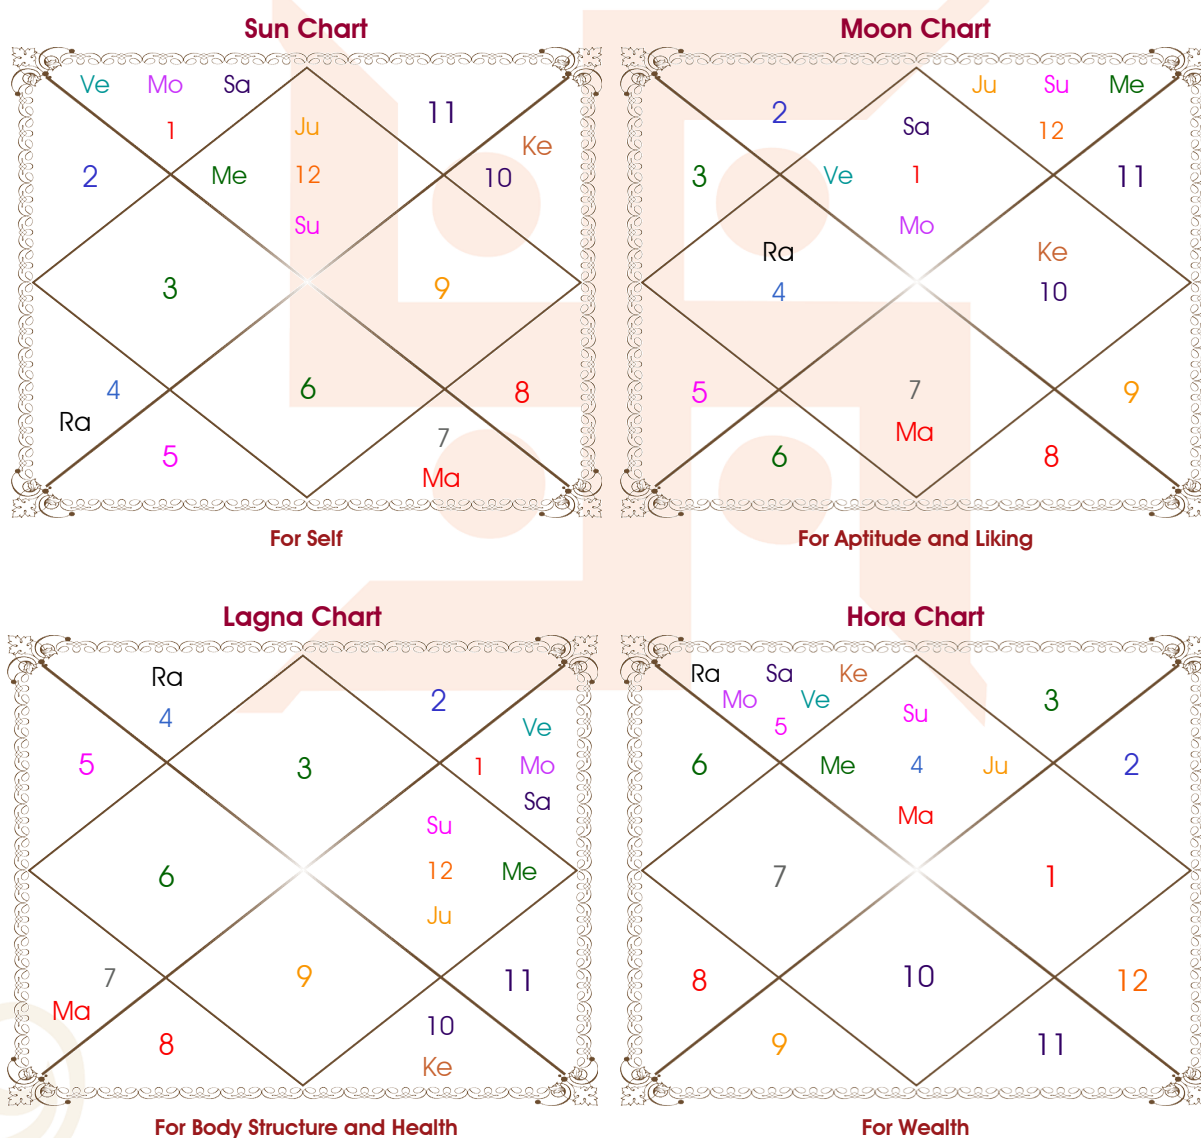 Sun Chart
Ve Mo Sa
1
2
Me
Ju
12
Su
11
Ke
10
3
9
4
Ra
5
6
8
7
Ma
For Self
Moon Chart
2
3
Sa
Ve 1
Mo
Ju Su Me
12
11
Ra
4
Ke
10
5
6
7
Ma
9
8
For Aptitude and Liking
Lagna Chart
Ra
4
5
3
2
Ve
1 Mo
Sa
6
Su
12 Me
Ju
7
Ma
8
9
11
10
Ke
For Body Structure and Health
Hora Chart
Ra Sa Ke
Mo Ve
5
6
Su
Me 4 Ju
Ma
3
2
7
1
8
9
10
12
11
For Wealth